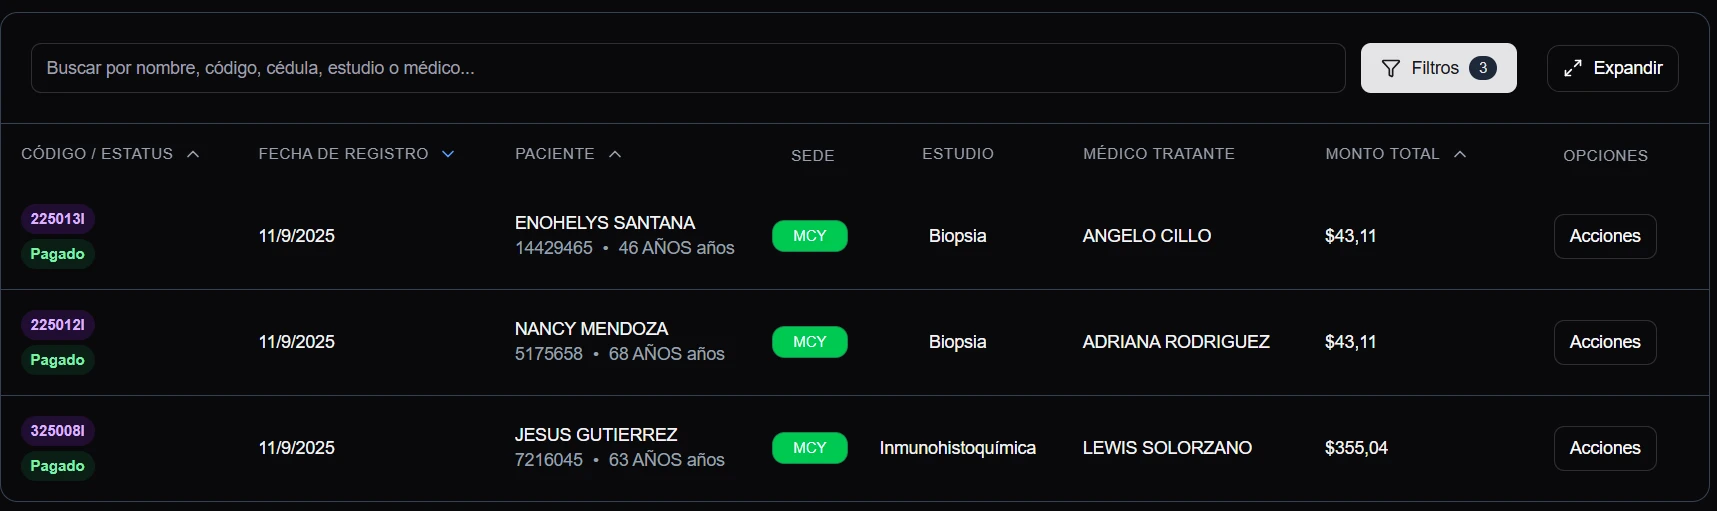 Buscar por nombre, código, cédula, estudio o médico...
Filtros 3
Expandir
CÓDIGO / ESTATUS FECHA DE REGISTRO PACIENTE SEDE ESTUDIO MÉDICO TRATANTE MONTO TOTAL OPCIONES
225013I
Pagado
11/9/2025
ENOHELYS SANTANA
14429465 • 46 AÑOS años
MCY
Biopsia
ANGELO CILLO
$43,11
Acciones
225012I
Pagado
11/9/2025
NANCY MENDOZA
5175658 • 68 AÑOS años
MCY
Biopsia
ADRIANA RODRIGUEZ
$43,11
Acciones
325008I
Pagado
11/9/2025
JESUS GUTIERREZ
7216045 • 63 AÑOS años
MCY
Inmunohistoquímica
LEWIS SOLORZANO
$355,04
Acciones